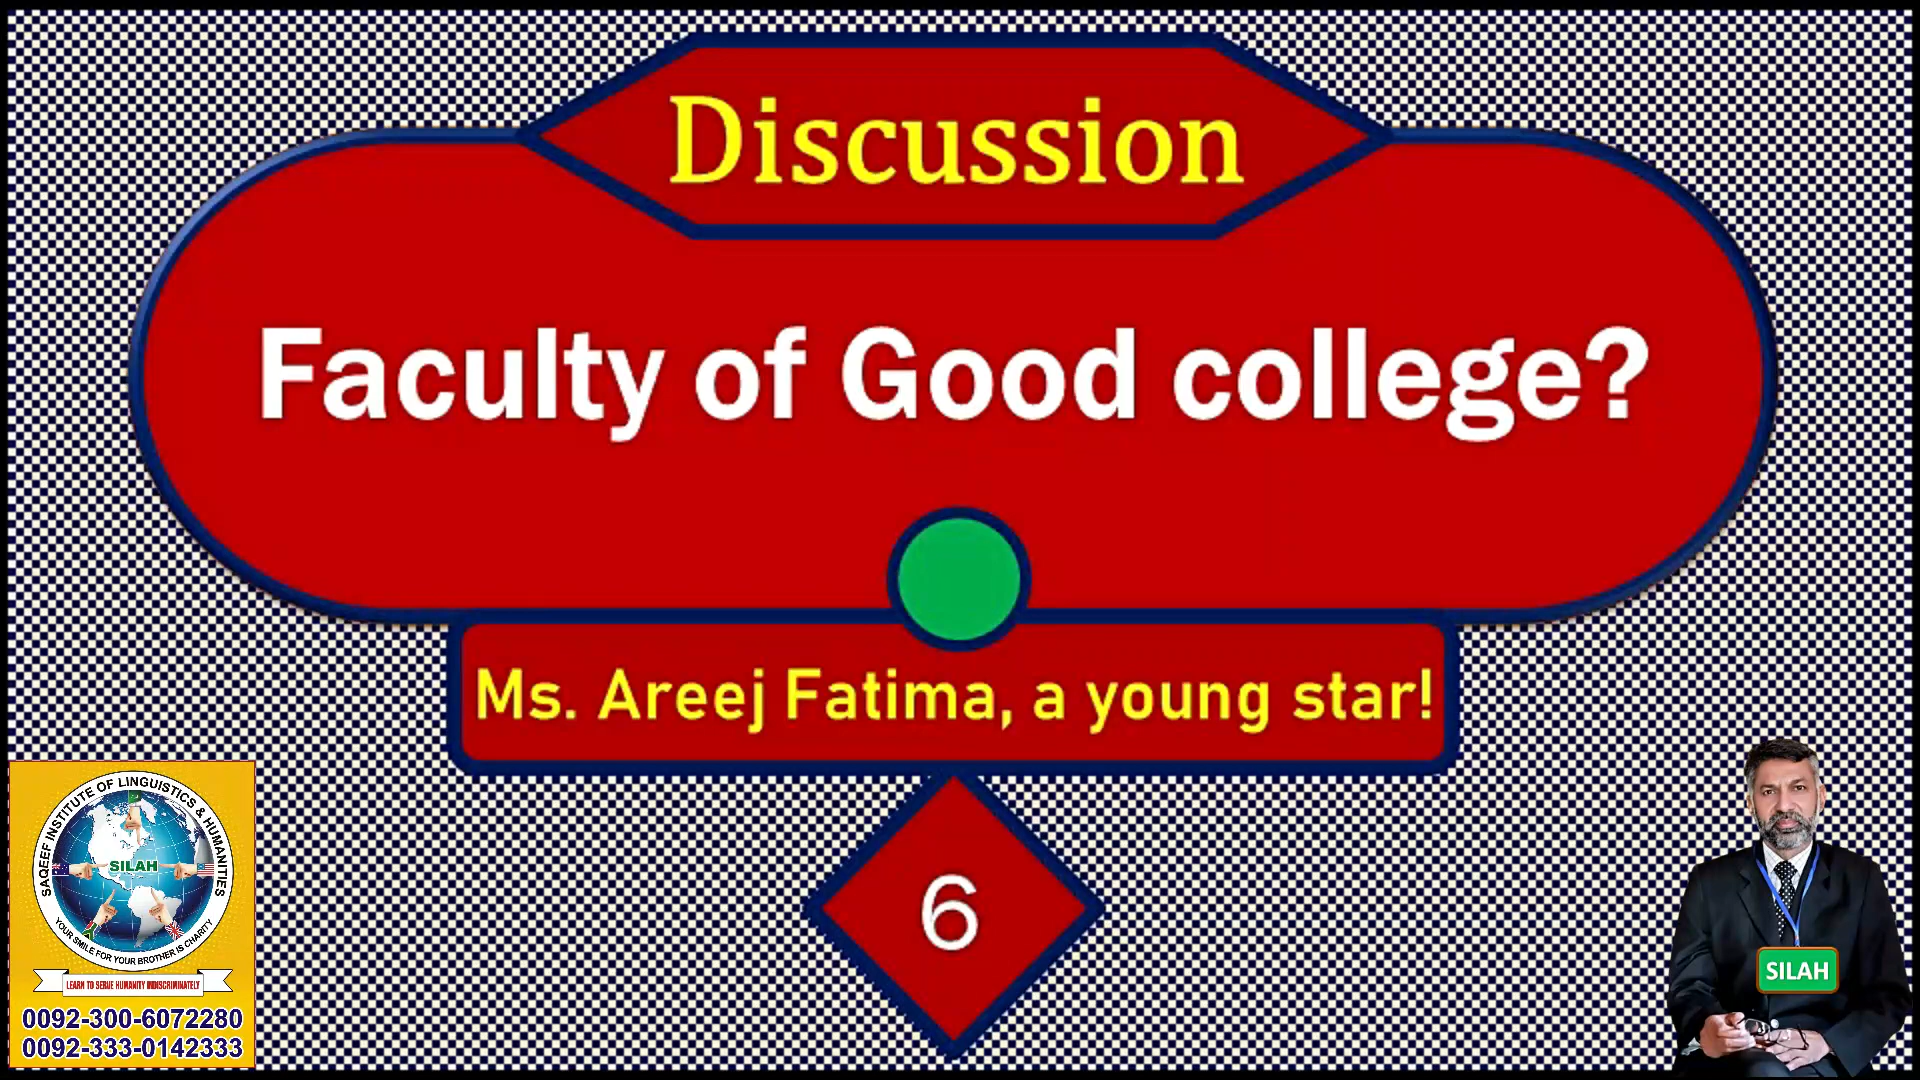 Discussion
Faculty of Good college?
Ms. Areej Fatima, a young star!
6
SAQEEF INSTITUTE OF LINGUISTICS & HUMANITIES
SILAH
YOUR SMILE FOR YOUR BROTHER IS CHARITY
LEARN TO SERVE HUMANITY INDISCRIMINATELY
0092-300-6072280
0092-333-0142333
SILAH